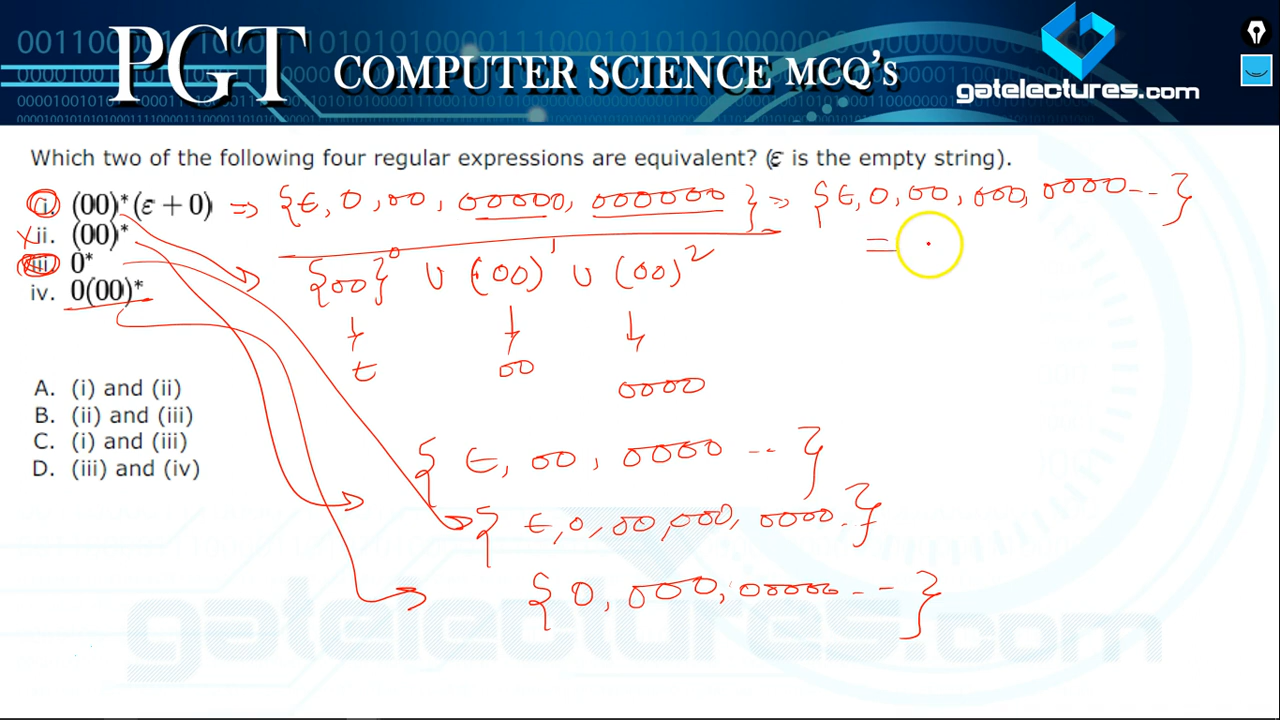 PGT COMPUTER SCIENCE MCQ'S
gatelectures.com
Which two of the following four regular expressions are equivalent? (ε is the empty string).
i. (00)*(ε + 0) => {ε, 0, 00, 00000, 000000 } => {ε, 0, 00, 000, 0000 -- }
ii. (00)*
=
iii. 0*
{00}⁰ ∪ (00)¹ ∪ (00)²
iv. 0(00)*
ε 00 0000
A. (i) and (ii)
B. (ii) and (iii)
C. (i) and (iii)
D. (iii) and (iv)
{ ε, 00, 0000 -- }
{ ε, 0, 00, 000, 0000 - }
{ 0, 000, 00000 -- }
gatelectures.com